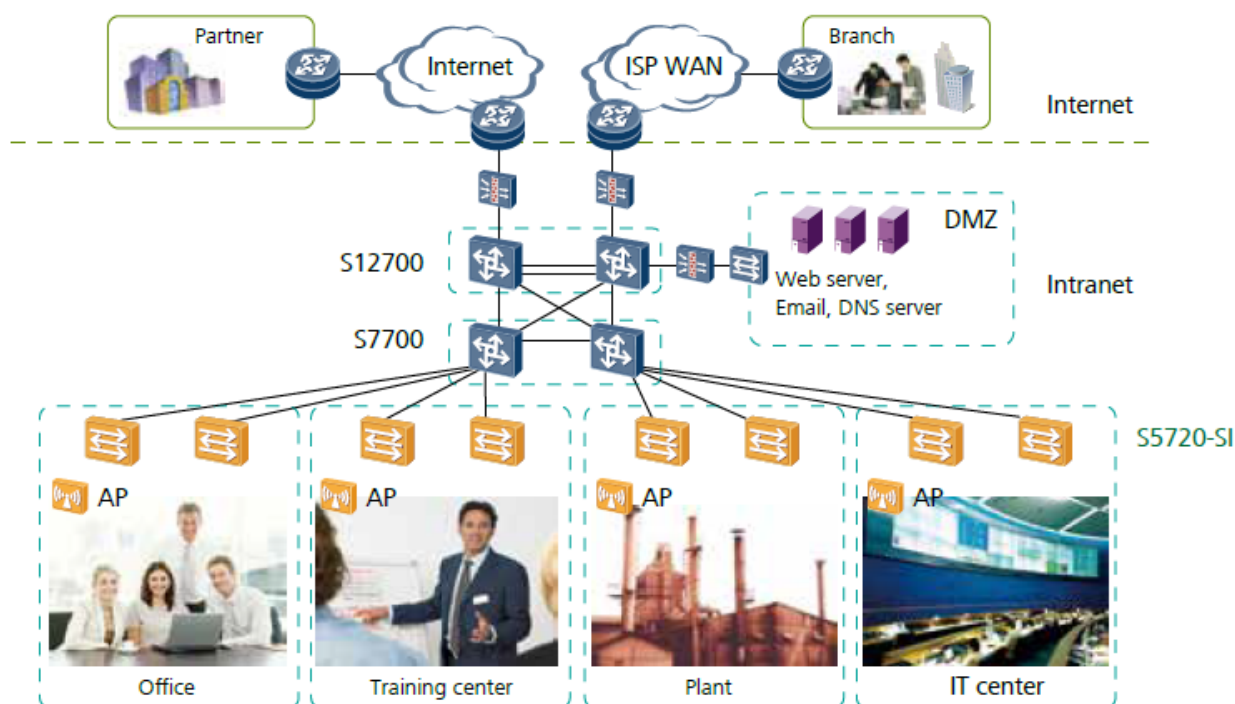 Partner
Internet
ISP WAN
Branch
Internet
S12700
DMZ
Web server,
Email, DNS server
Intranet
S7700
S5720-SI
AP
AP
AP
AP
Office
Training center
Plant
IT center